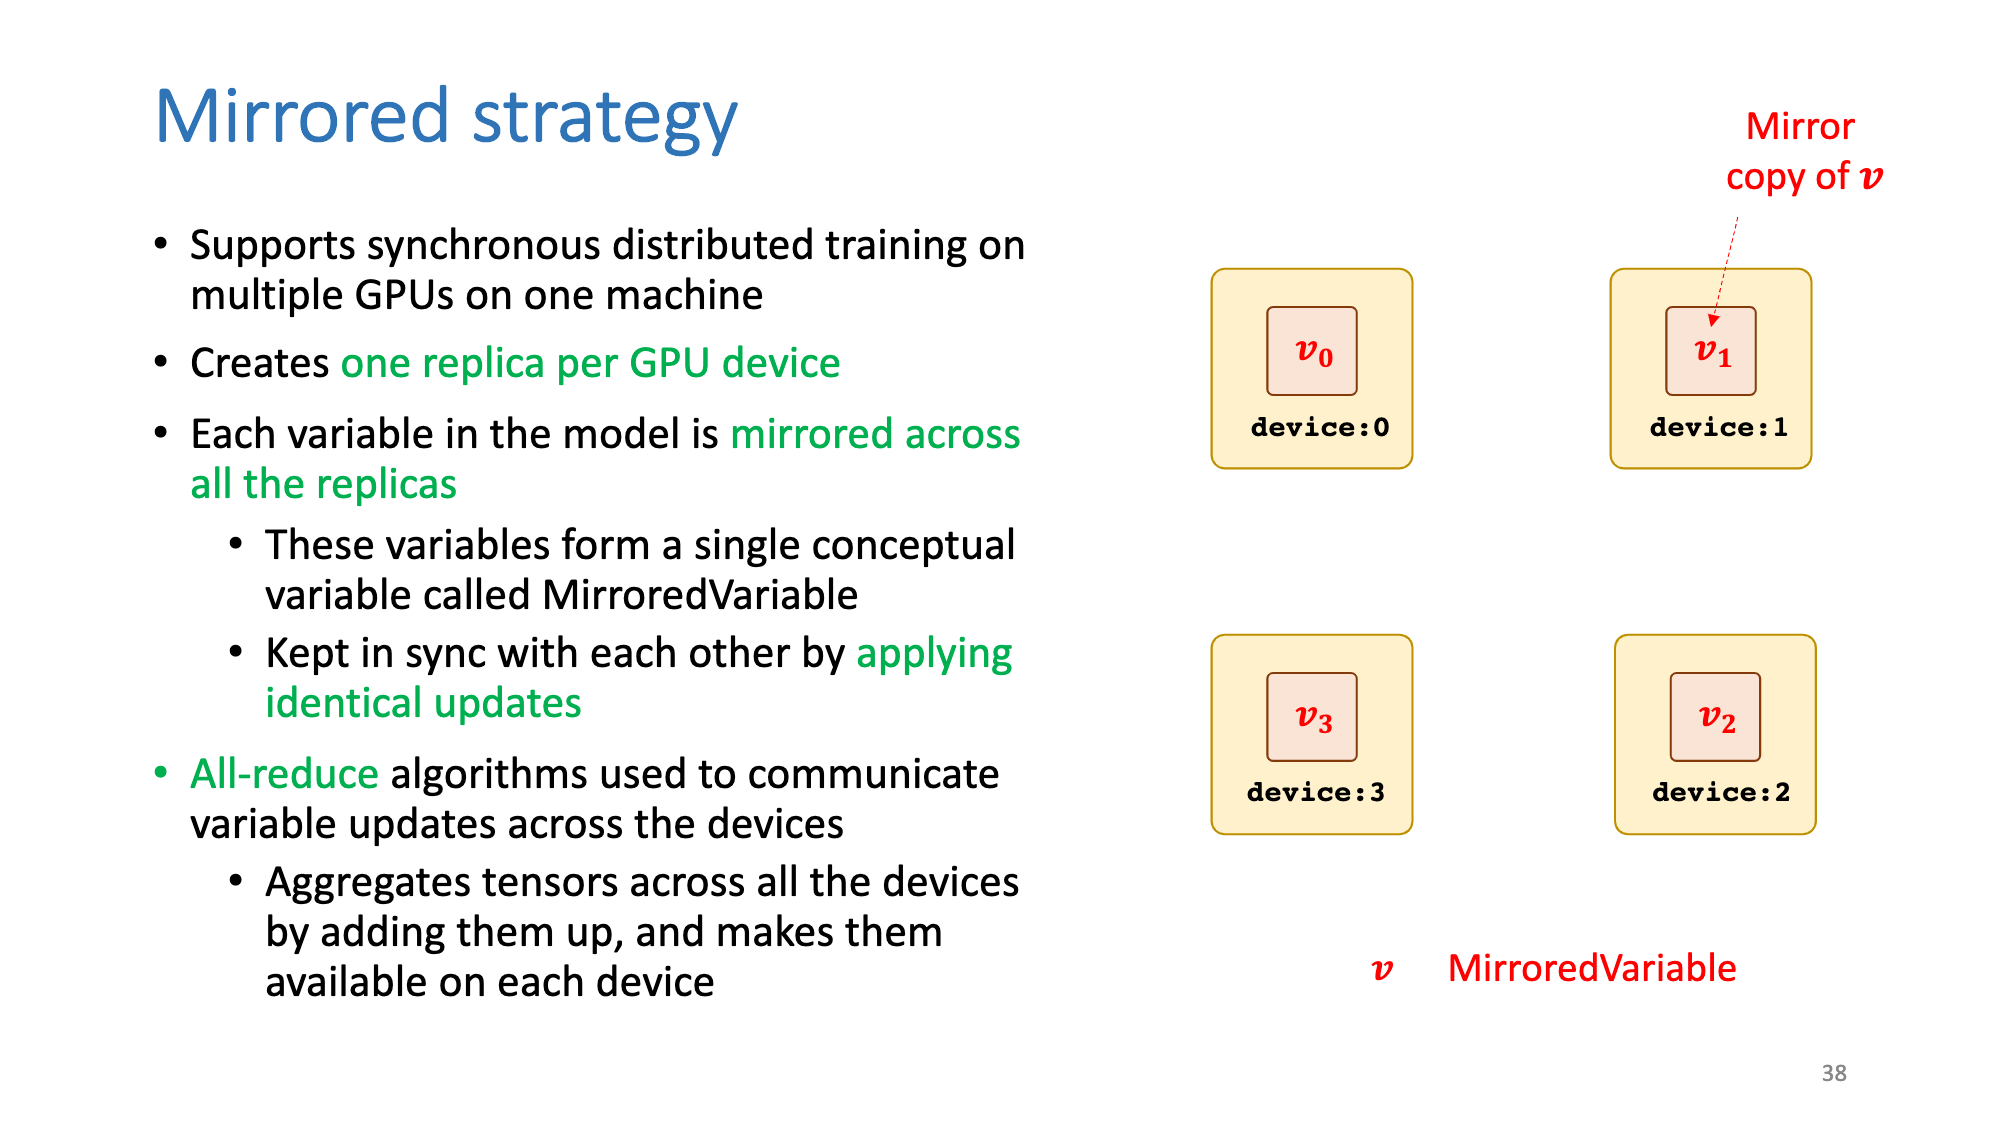 Mirrored strategy
• Supports synchronous distributed training on
multiple GPUs on one machine
• Creates one replica per GPU device
• Each variable in the model is mirrored across
all the replicas
• These variables form a single conceptual
variable called MirroredVariable
• Kept in sync with each other by applying
identical updates
• All-reduce algorithms used to communicate
variable updates across the devices
• Aggregates tensors across all the devices
by adding them up, and makes them
available on each device
Mirror
copy of v
v₀
device:0
v₁
device:1
v₃
device:3
v₂
device:2
v MirroredVariable
38